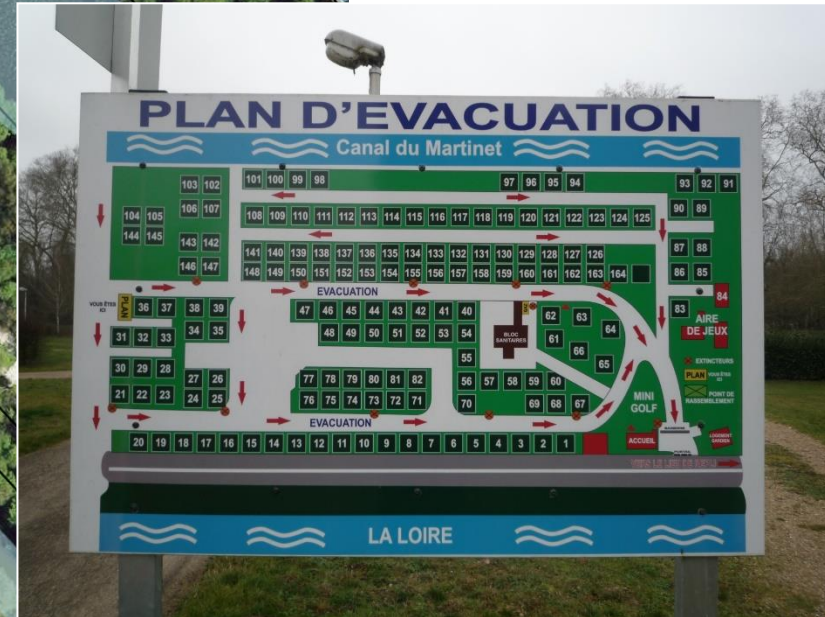 PLAN D'EVACUATION
Canal du Martinet
103 102 101 100 99 98 97 96 95 94 93 92 91
106 107 90 89
104 105 108 109 110 111 112 113 114 115 116 117 118 119 120 121 122 123 124 125
144 145
143 142 141 140 139 138 137 136 135 134 133 132 131 130 129 128 127 126 87 88
146 147 148 149 150 151 152 153 154 155 156 157 158 159 160 161 162 163 164 86 85
EVACUATION
84
VOUS ÊTES
ICI
PLAN
36 37 38 39 47 46 45 44 43 42 41 40 62 63 83
AIRE
DE JEUX
31 32 33 34 35 48 49 50 51 52 53 54 61 64
BLOC
SANITAIRES
66
30 29 28 55 65
EXTINCTEURS
PLAN VOUS ÊTES
ICI
POINT DE
RASSEMBLEMENT
27 26 77 78 79 80 81 82 56 57 58 59 60
21 22 23 24 25 76 75 74 73 72 71 70 69 68 67
MINI
GOLF
EVACUATION
20 19 18 17 16 15 14 13 12 11 10 9 8 7 6 5 4 3 2 1
ACCUEIL
LOGEMENT
GARDIEN
LA LOIRE